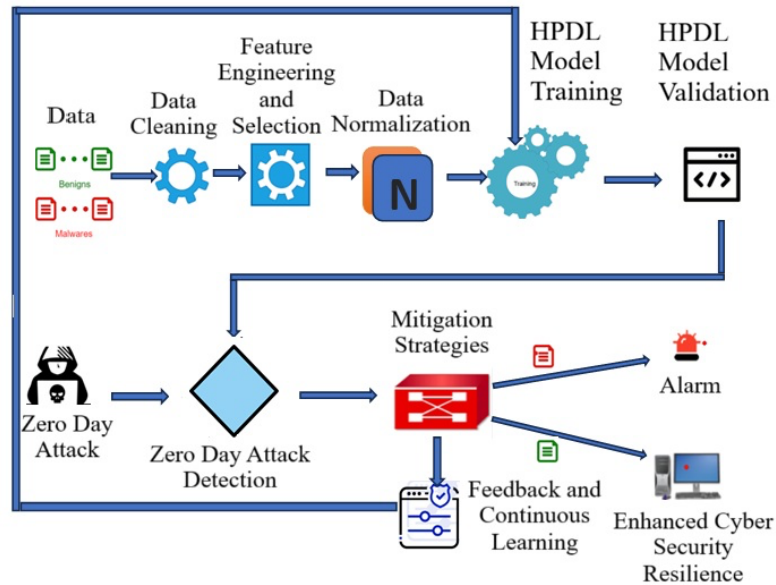 Data
Benigns
Malwares
Data
Cleaning
Feature
Engineering
and
Selection
Data
Normalization
N
HPDL
Model
Training
Training
HPDL
Model
Validation
</>
Zero Day
Attack
Zero Day Attack
Detection
Mitigation
Strategies
Alarm
Feedback and
Continuous
Learning
Enhanced Cyber
Security
Resilience